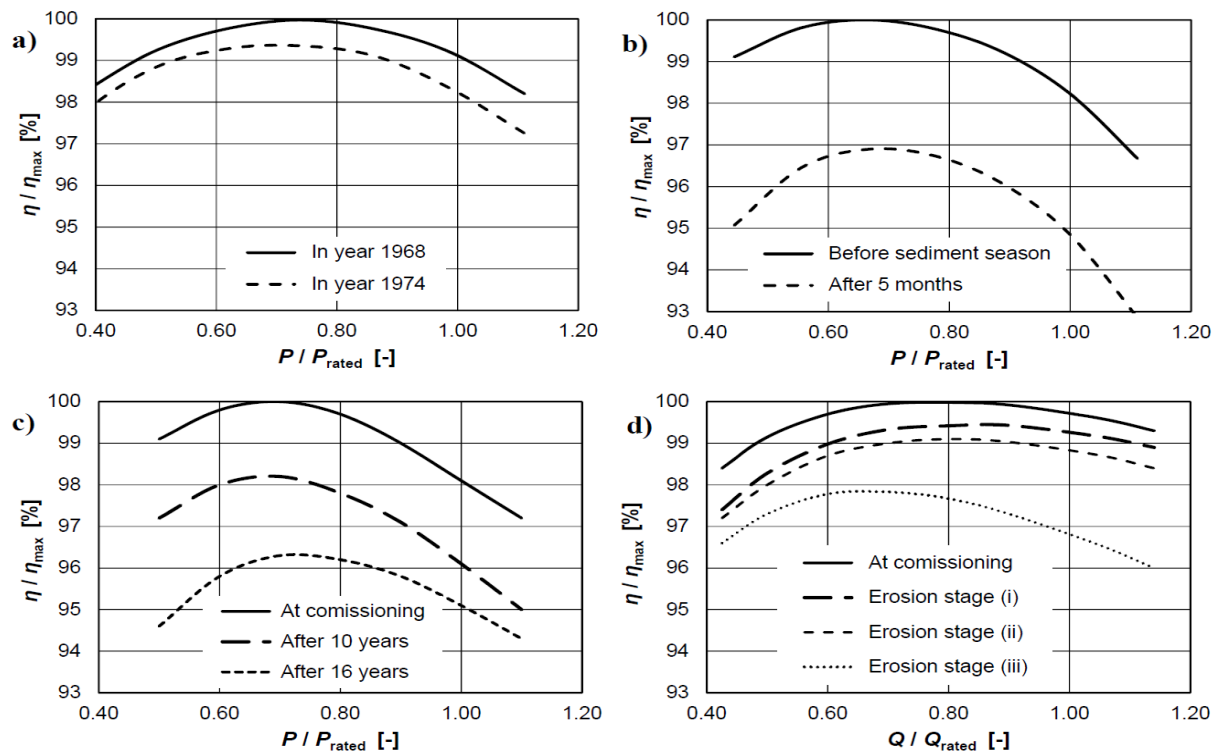 a)
100
99
98
97
96
95
94
93
η / ηmax [%]
In year 1968
In year 1974
0.40 0.60 0.80 1.00 1.20
P / Prated [-]
b)
100
99
98
97
96
95
94
93
η / ηmax [%]
Before sediment season
After 5 months
0.40 0.60 0.80 1.00 1.20
P / Prated [-]
c)
100
99
98
97
96
95
94
93
η / ηmax [%]
At comissioning
After 10 years
After 16 years
0.40 0.60 0.80 1.00 1.20
P / Prated [-]
d)
100
99
98
97
96
95
94
93
η / ηmax [%]
At comissioning
Erosion stage (i)
Erosion stage (ii)
Erosion stage (iii)
0.40 0.60 0.80 1.00 1.20
Q / Qrated [-]